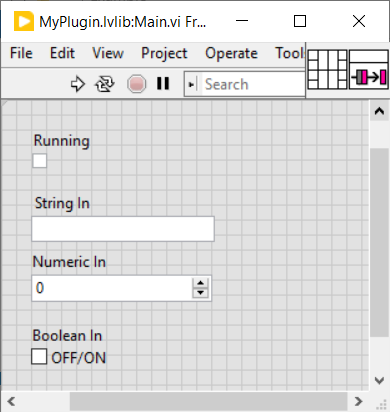 MyPlugin.lvlib:Main.vi Fr...
File Edit View Project Operate Tools
Search
Running
String In
Numeric In
0
Boolean In
OFF/ON